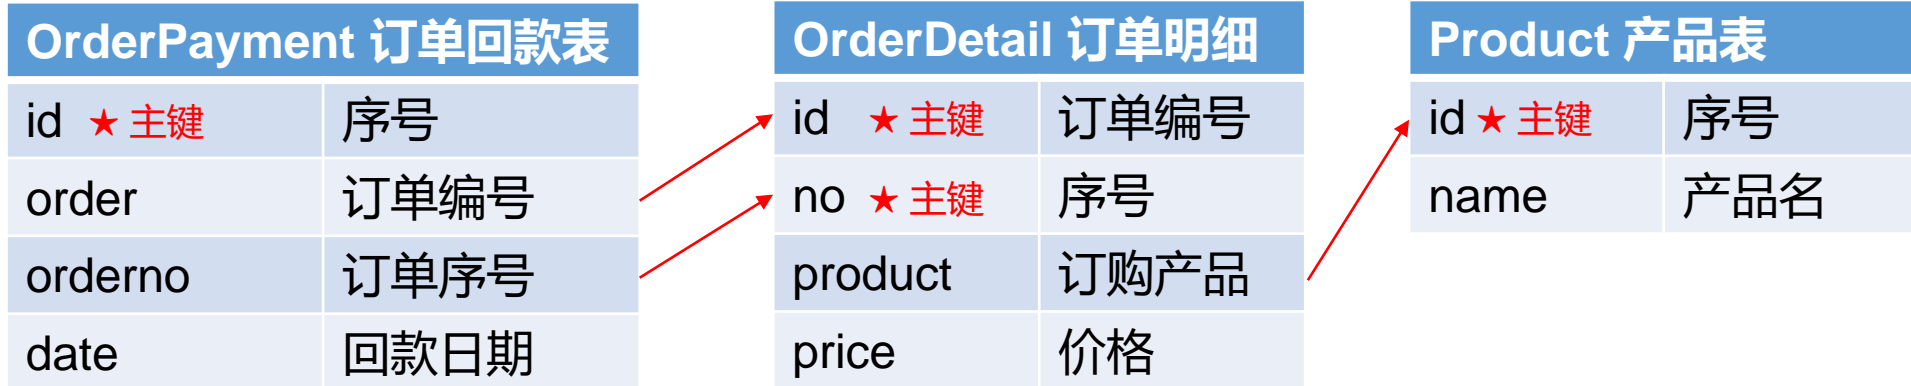 OrderPayment 订单回款表
id ★ 主键 序号
order 订单编号
orderno 订单序号
date 回款日期
OrderDetail 订单明细
id ★ 主键 订单编号
no ★ 主键 序号
product 订购产品
price 价格
Product 产品表
id ★ 主键 序号
name 产品名